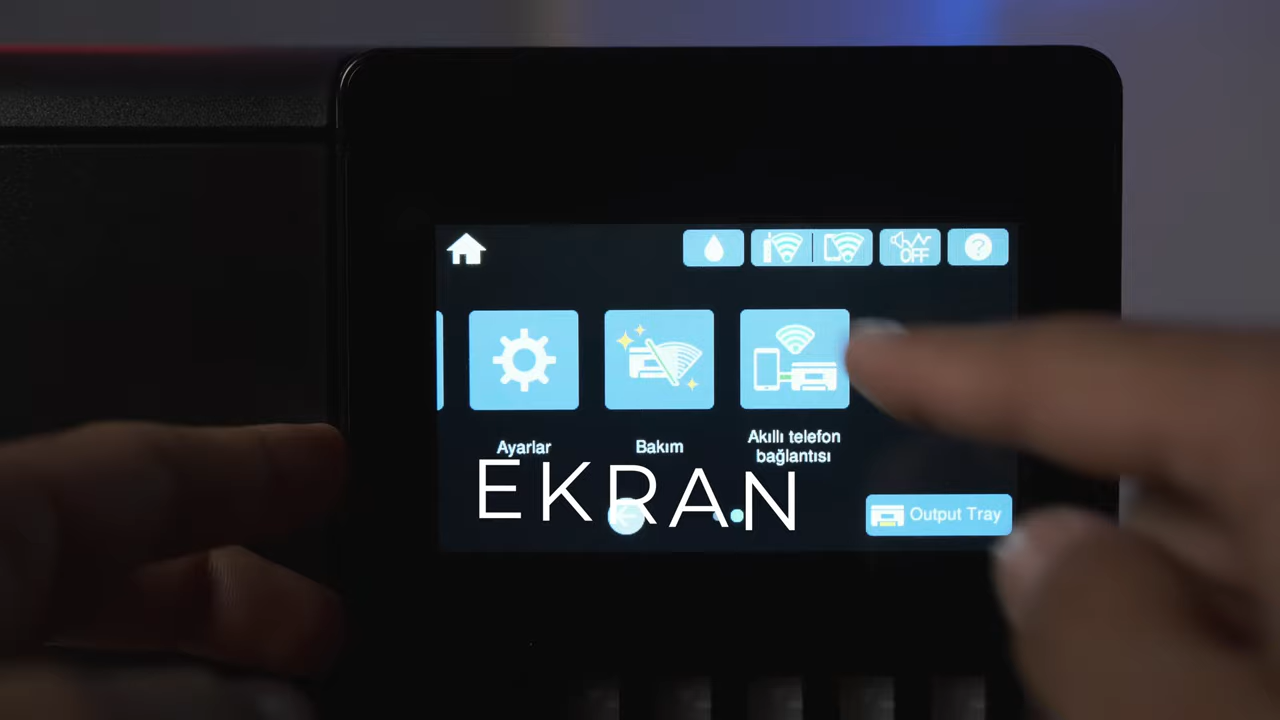 OFF
?
Ayarlar
Bakım
Akıllı telefon
bağlantısı
EKRAN
Output Tray